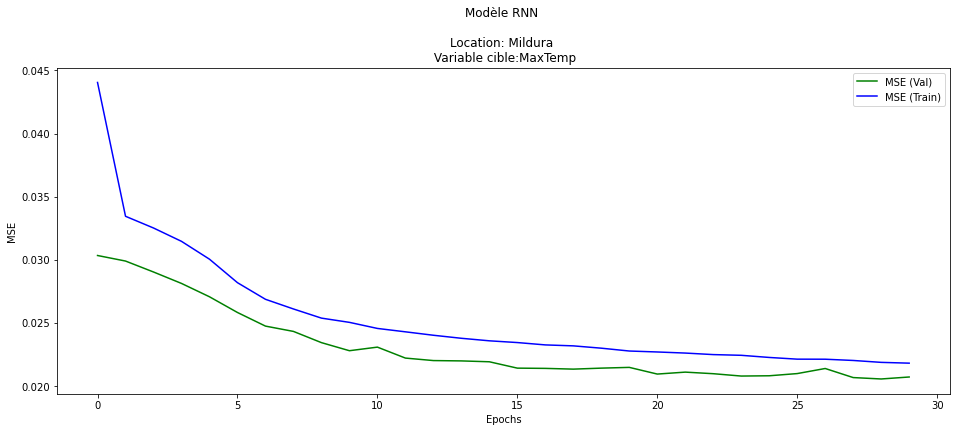 Modèle RNN
Location: Mildura
Variable cible:MaxTemp
0.045
0.040
0.035
0.030
0.025
0.020
MSE
MSE (Val)
MSE (Train)
0
5
10
15
20
25
30
Epochs